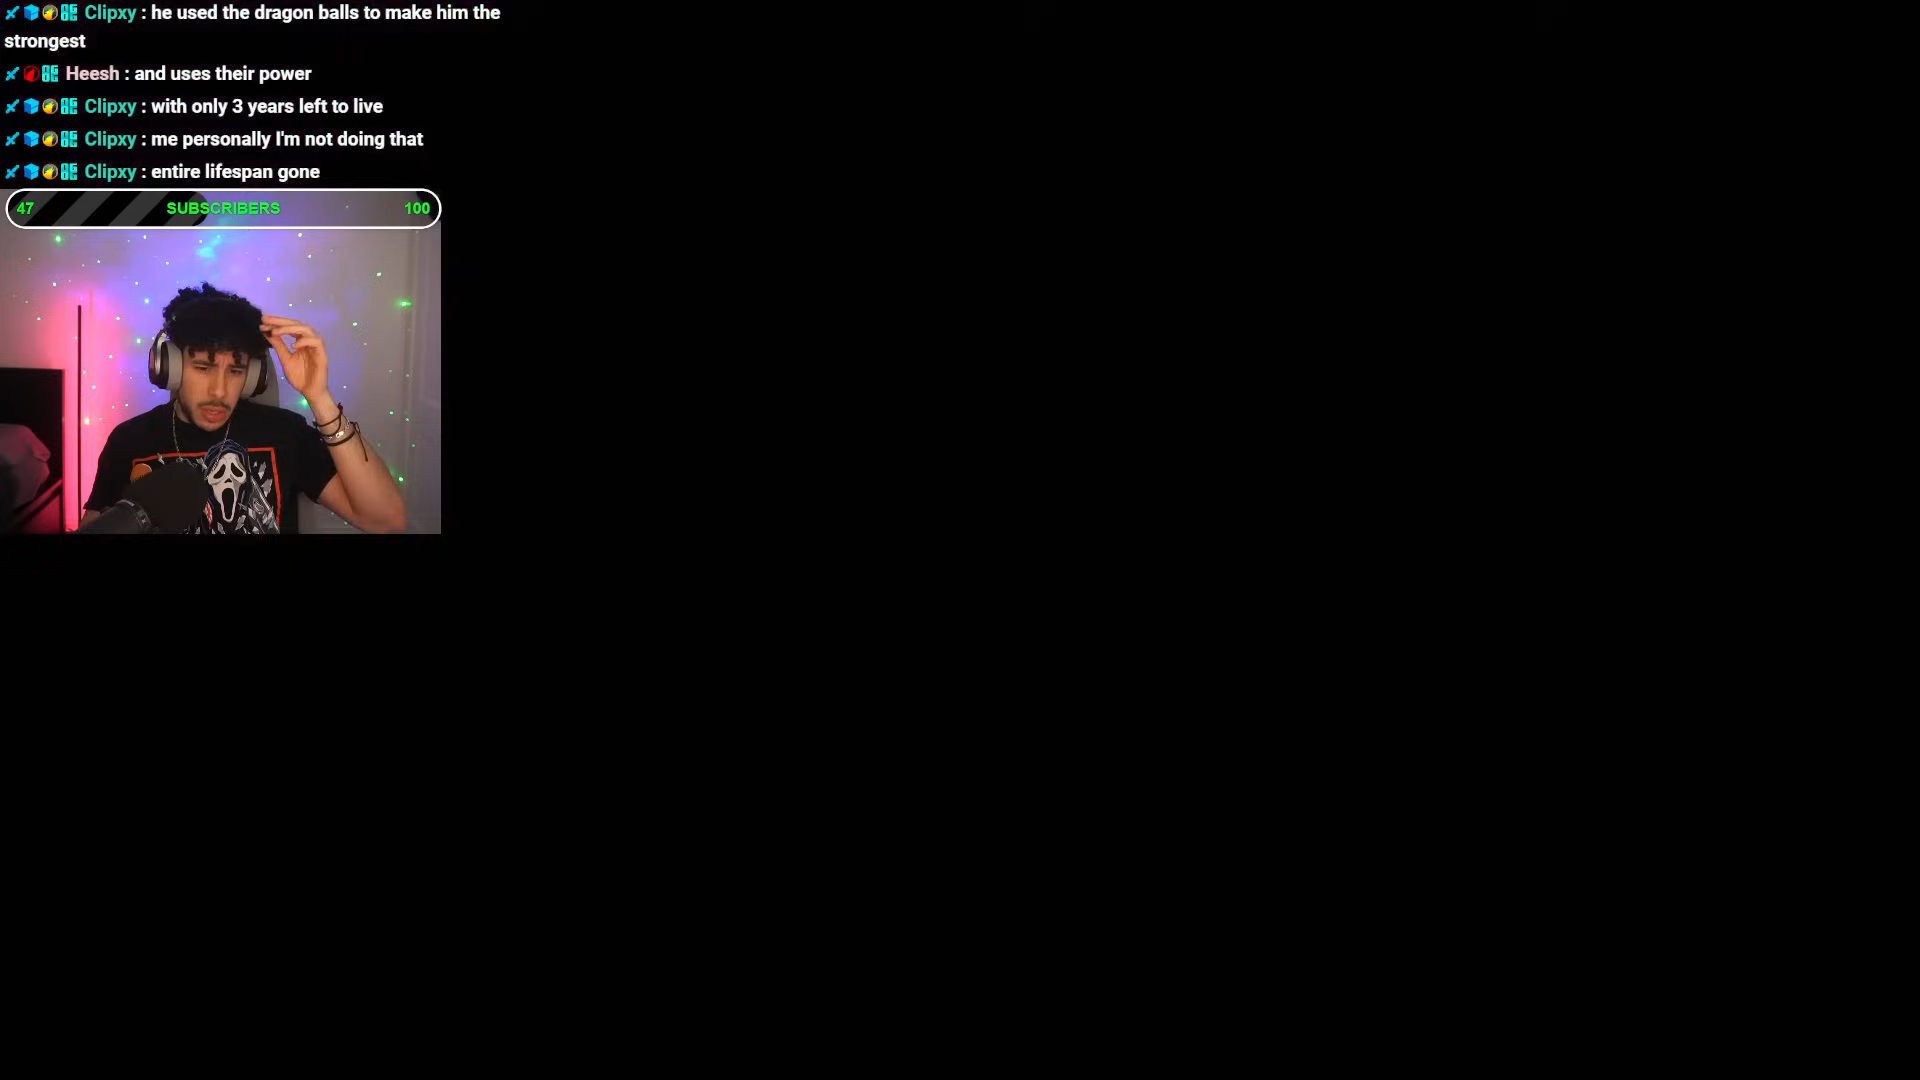 Clipxy : he used the dragon balls to make him the
strongest
Heesh : and uses their power
Clipxy : with only 3 years left to live
Clipxy : me personally I'm not doing that
Clipxy : entire lifespan gone
47 SUBSCRIBERS 100